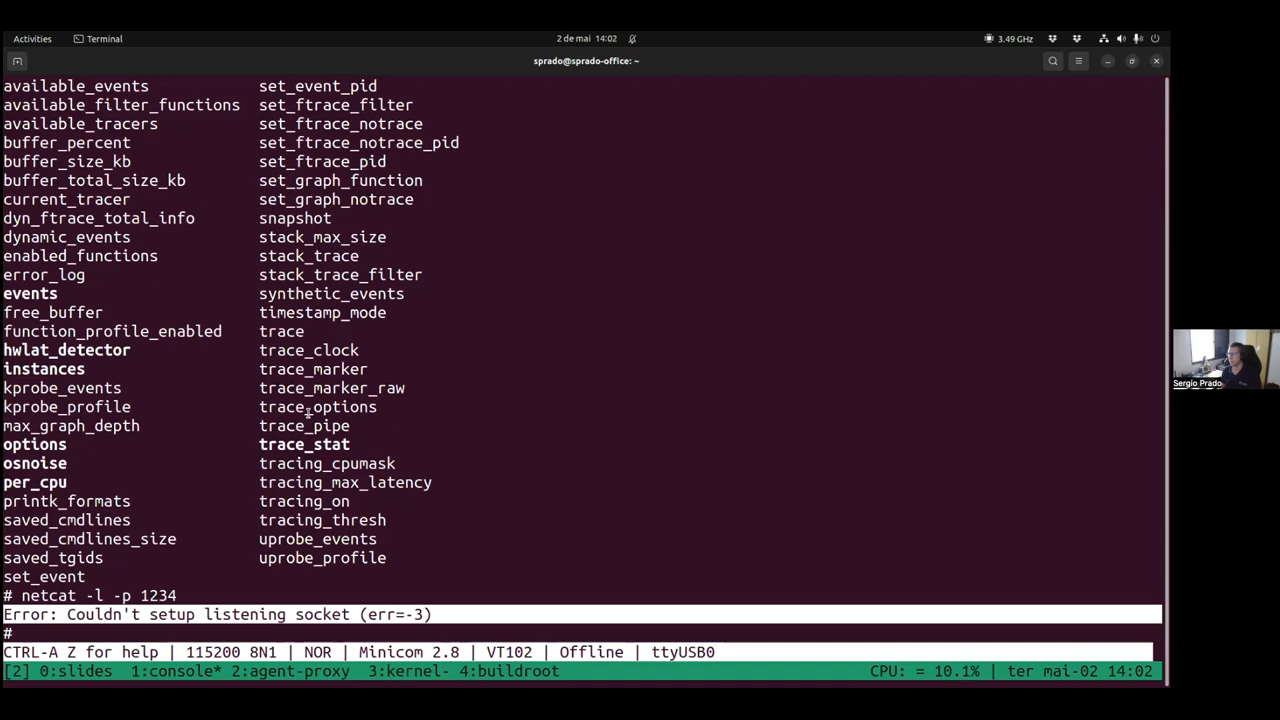 Activities Terminal 2 de mai 14:02 3.49 GHz
sprado@sprado-office: ~
available_events set_event_pid
available_filter_functions set_ftrace_filter
available_tracers set_ftrace_notrace
buffer_percent set_ftrace_notrace_pid
buffer_size_kb set_ftrace_pid
buffer_total_size_kb set_graph_function
current_tracer set_graph_notrace
dyn_ftrace_total_info snapshot
dynamic_events stack_max_size
enabled_functions stack_trace
error_log stack_trace_filter
events synthetic_events
free_buffer timestamp_mode
function_profile_enabled trace
hwlat_detector trace_clock
instances trace_marker
kprobe_events trace_marker_raw
kprobe_profile trace_options
max_graph_depth trace_pipe
options trace_stat
osnoise tracing_cpumask
per_cpu tracing_max_latency
printk_formats tracing_on
saved_cmdlines tracing_thresh
saved_cmdlines_size uprobe_events
saved_tgids uprobe_profile
set_event
# netcat -l -p 1234
Error: Couldn't setup listening socket (err=-3)
#
CTRL-A Z for help | 115200 8N1 | NOR | Minicom 2.8 | VT102 | Offline | ttyUSB0
[2] 0:slides 1:console* 2:agent-proxy 3:kernel- 4:buildroot CPU: = 10.1% | ter mai-02 14:02
Sergio Prado